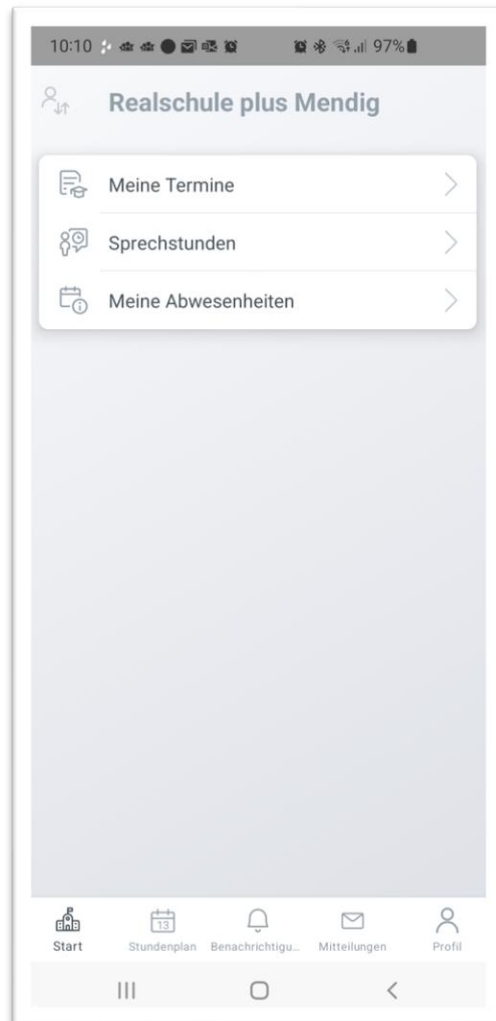 10:10 97%
Realschule plus Mendig
Meine Termine
Sprechstunden
Meine Abwesenheiten
13
Start Stundenplan Benachrichtigu... Mitteilungen Profil